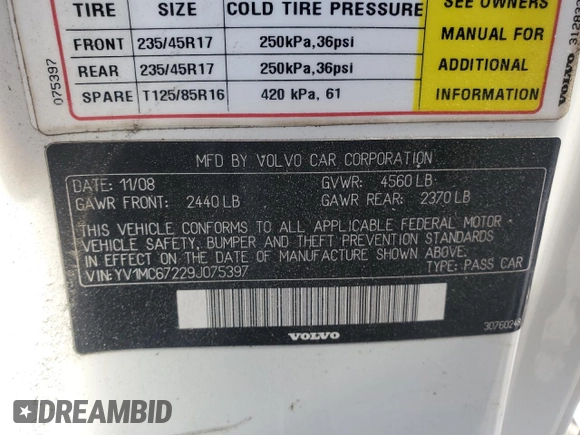 TIRE SIZE COLD TIRE PRESSURE
FRONT 235/45R17 250kPa,36psi
REAR 235/45R17 250kPa,36psi
SPARE T125/85R16 420 kPa, 61
SEE OWNERS
MANUAL FOR
ADDITIONAL
INFORMATION
075397
VOLVO
MFD BY VOLVO CAR CORPORATION
DATE: 11/08 GVWR: 4560 LB
GAWR FRONT: 2440 LB GAWR REAR: 2370 LB
THIS VEHICLE CONFORMS TO ALL APPLICABLE FEDERAL MOTOR
VEHICLE SAFETY, BUMPER AND THEFT PREVENTION STANDARDS
IN EFFECT ON THE DATE OF MANUFACTURE SHOWN ABOVE.
VIN: YV1MC67229J075397 TYPE: PASS CAR
VOLVO
30760248
DREAMBID